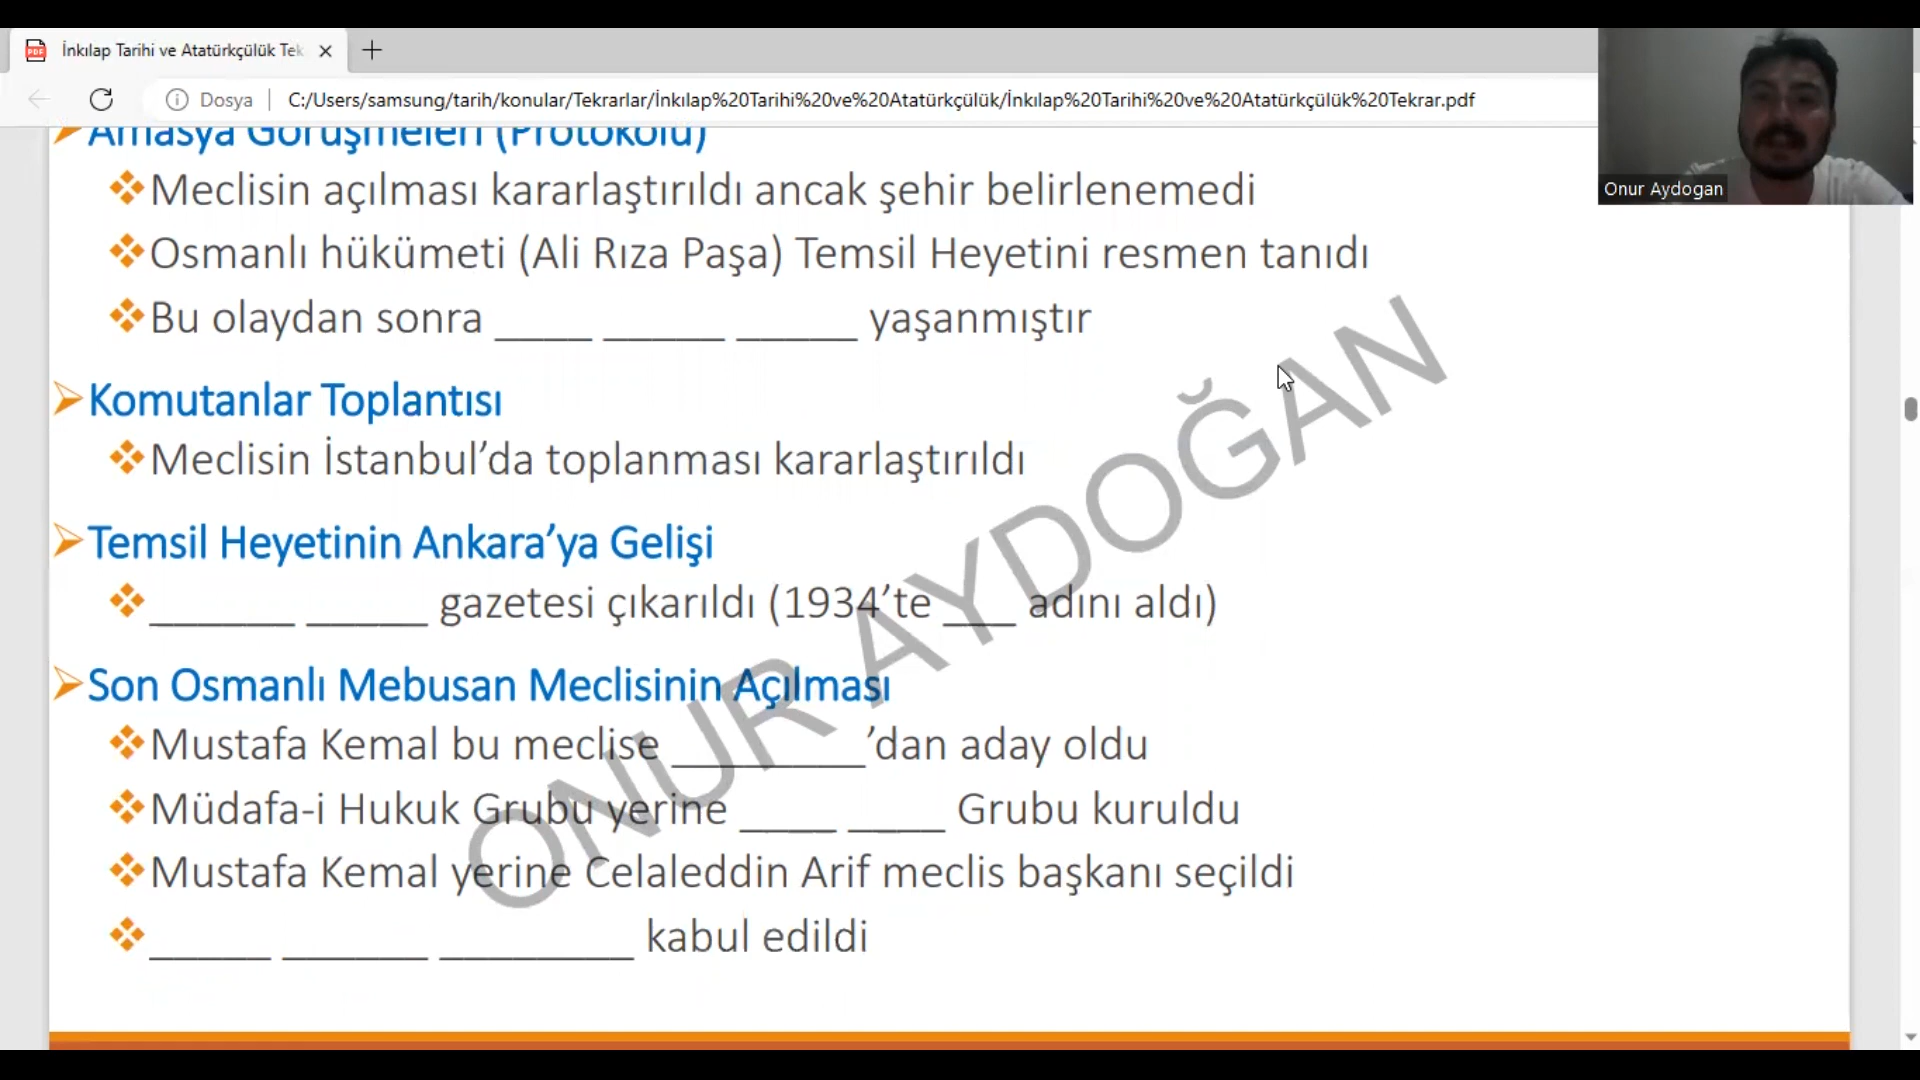 İnkılap Tarihi ve Atatürkçülük Tek
Dosya | C:/Users/samsung/tarih/konular/Tekrarlar/İnkılap%20Tarihi%20ve%20Atatürkçülük/İnkılap%20Tarihi%20ve%20Atatürkçülük%20Tekrar.pdf
Onur Aydogan
Amasya Görüşmeleri (Protokolü)
Meclisin açılması kararlaştırıldı ancak şehir belirlenemedi
Osmanlı hükümeti (Ali Rıza Paşa) Temsil Heyetini resmen tanıdı
Bu olaydan sonra ____ _____ _____ yaşanmıştır
Komutanlar Toplantısı
Meclisin İstanbul’da toplanması kararlaştırıldı
Temsil Heyetinin Ankara’ya Gelişi
______ _____ gazetesi çıkarıldı (1934’te ___ adını aldı)
Son Osmanlı Mebusan Meclisinin Açılması
Mustafa Kemal bu meclise ________’dan aday oldu
Müdafa-i Hukuk Grubu yerine ____ ____ Grubu kuruldu
Mustafa Kemal yerine Celaleddin Arif meclis başkanı seçildi
_____ ______ ________ kabul edildi
ONUR AYDOĞAN